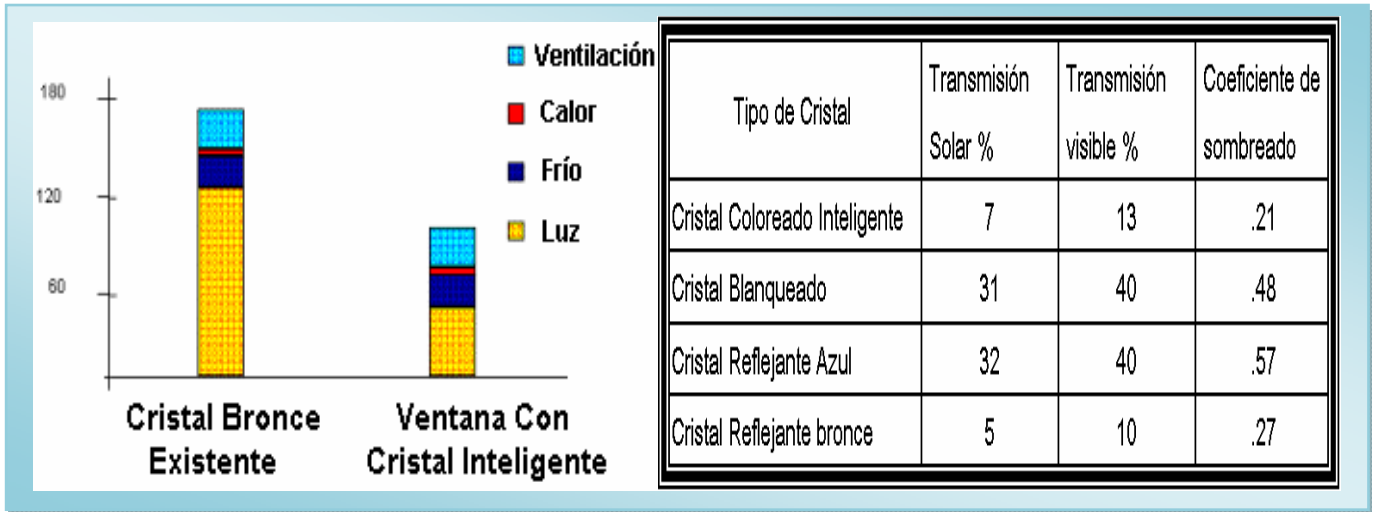 180
120
60
Ventilación
Calor
Frío
Luz
Cristal Bronce
Existente
Ventana Con
Cristal Inteligente
Tipo de Cristal
Transmisión
Solar %
Transmisión
visible %
Coeficiente de
sombreado
Cristal Coloreado Inteligente 7 13 .21
Cristal Blanqueado 31 40 .48
Cristal Reflejante Azul 32 40 .57
Cristal Reflejante bronce 5 10 .27